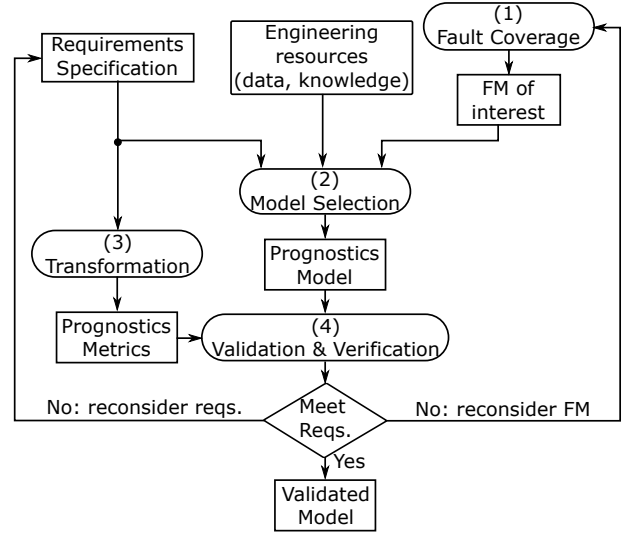 Requirements
Specification
Engineering
resources
(data, knowledge)
(1)
Fault Coverage
FM of
interest
(2)
Model Selection
(3)
Transformation
Prognostics
Model
Prognostics
Metrics
(4)
Validation & Verification
No: reconsider reqs.
Meet
Reqs.
No: reconsider FM
Yes
Validated
Model